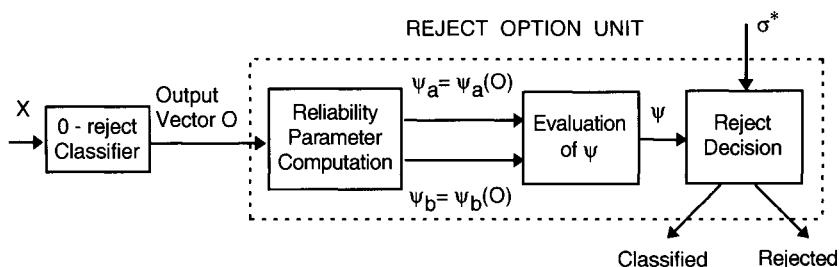 REJECT OPTION UNIT
σ*
X
0 - reject
Classifier
Output
Vector O
Reliability
Parameter
Computation
ψa= ψa(O)
ψb= ψb(O)
Evaluation
of ψ
ψ
Reject
Decision
Classified
Rejected